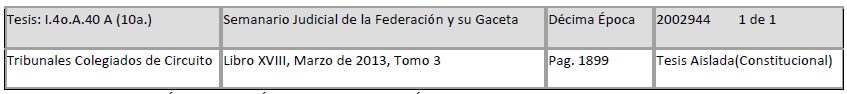 Tesis: I.4o.A.40 A (10a.) Semanario Judicial de la Federación y su Gaceta Décima Época 2002944 1 de 1
Tribunales Colegiados de Circuito Libro XVIII, Marzo de 2013, Tomo 3 Pag. 1899 Tesis Aislada(Constitucional)